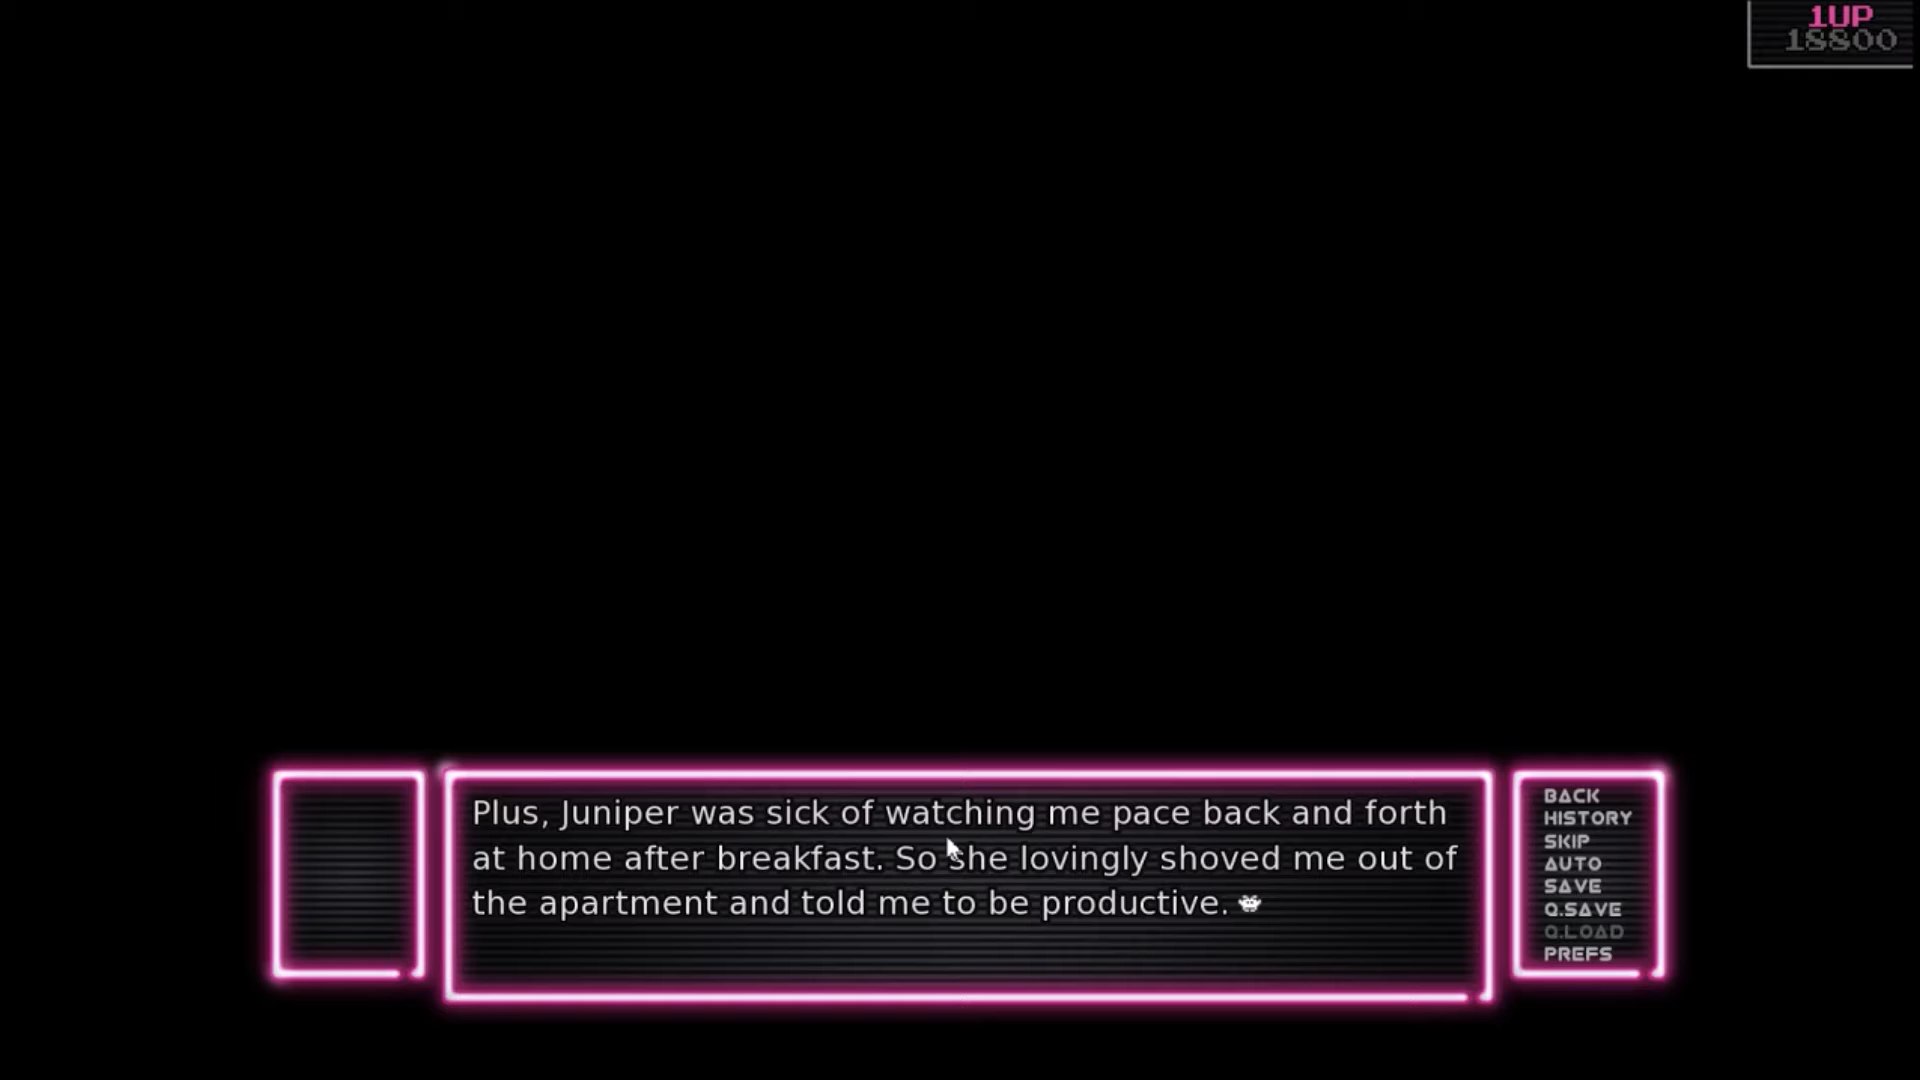 1UP
18800
Plus, Juniper was sick of watching me pace back and forth
at home after breakfast. So she lovingly shoved me out of
the apartment and told me to be productive.
BACK
HISTORY
SKIP
AUTO
SAVE
Q.SAVE
Q.LOAD
PREFS